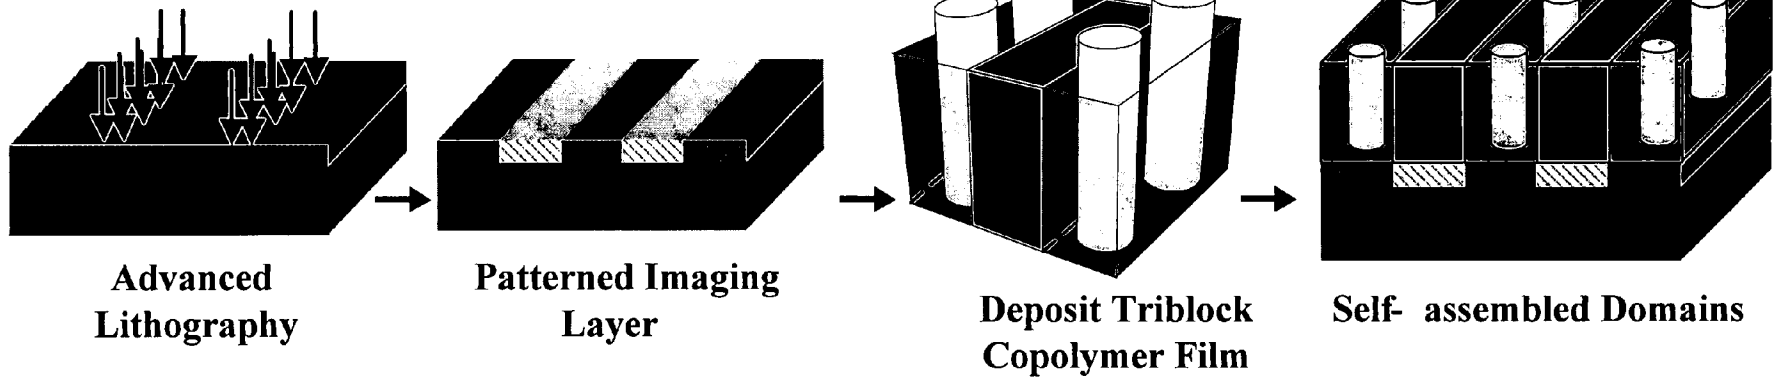 Advanced
Lithography
Patterned Imaging
Layer
Deposit Triblock
Copolymer Film
Self- assembled Domains